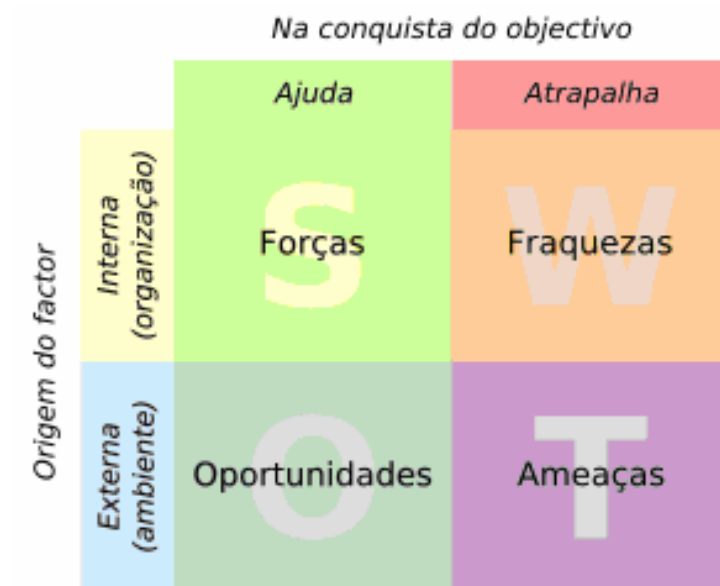 Na conquista do objectivo
Ajuda
Atrapalha
Origem do factor
Interna
(organização)
S
Forças
W
Fraquezas
Externa
(ambiente)
O
Oportunidades
T
Ameaças